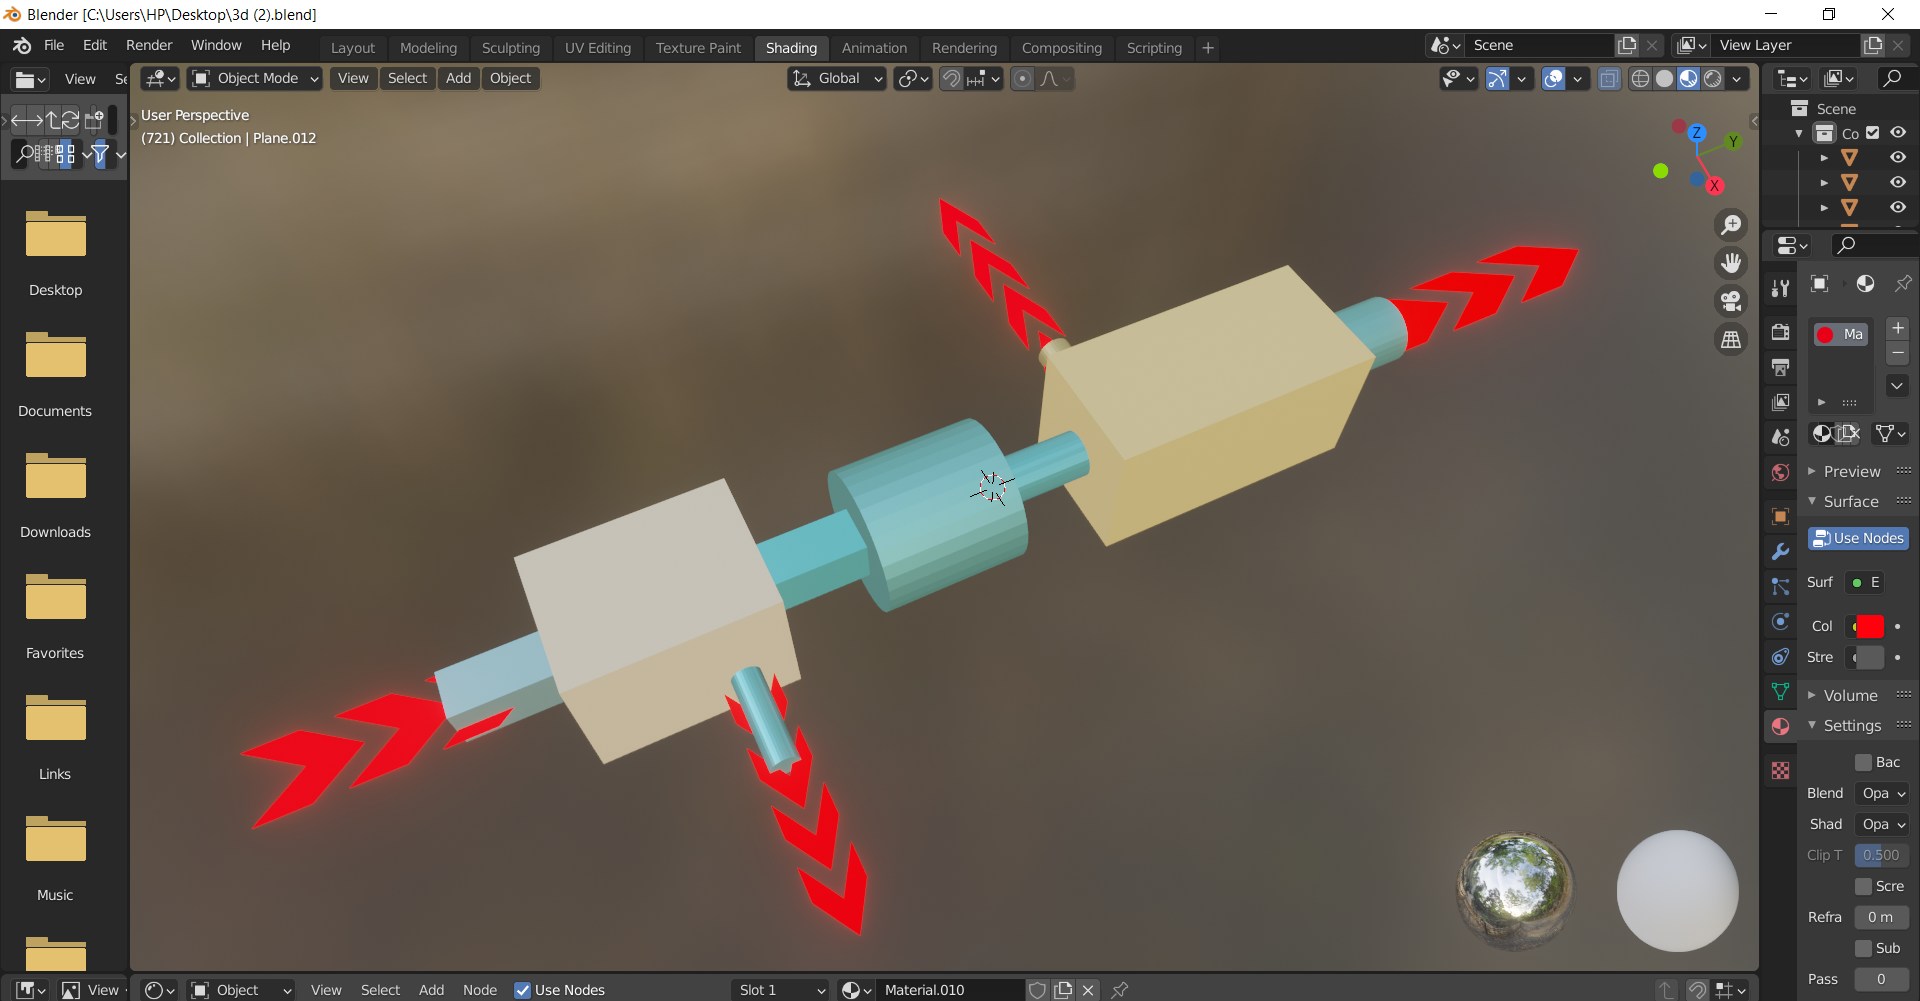 Blender [C:\Users\HP\Desktop\3d (2).blend]
File Edit Render Window Help Layout Modeling Sculpting UV Editing Texture Paint Shading Animation Rendering Compositing Scripting + Scene View Layer
View Se Object Mode View Select Add Object Global
User Perspective
(721) Collection | Plane.012
Z
Y
X
Scene
Co
Desktop
Documents
Downloads
Favorites
Links
Music
Ma
Preview
Surface
Use Nodes
Surf E
Col
Stre
Volume
Settings
Bac
Blend Opa
Shad Opa
Clip T 0.500
Scre
Refra 0 m
Sub
Pass 0
View Object View Select Add Node Use Nodes Slot 1 Material.010